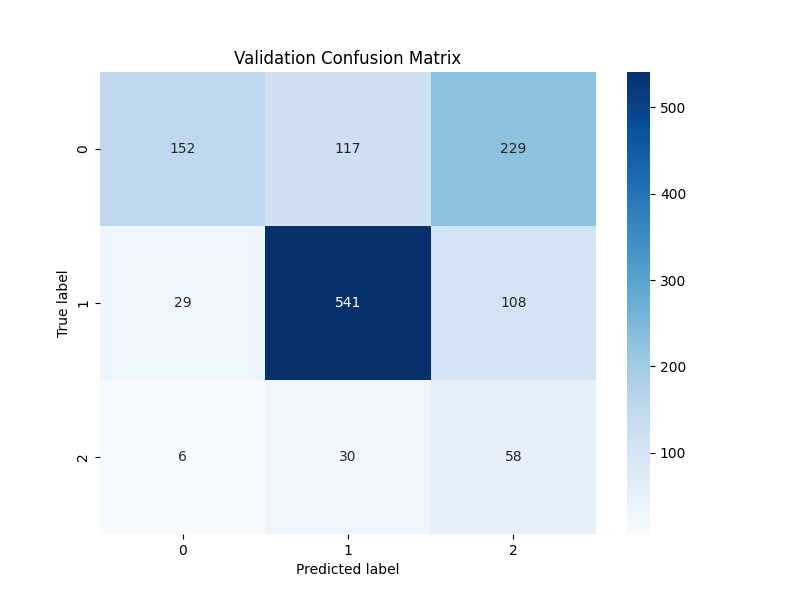 Validation Confusion Matrix
0 152 117 229
1 29 541 108
2 6 30 58
0 1 2
Predicted label
True label
500
400
300
200
100